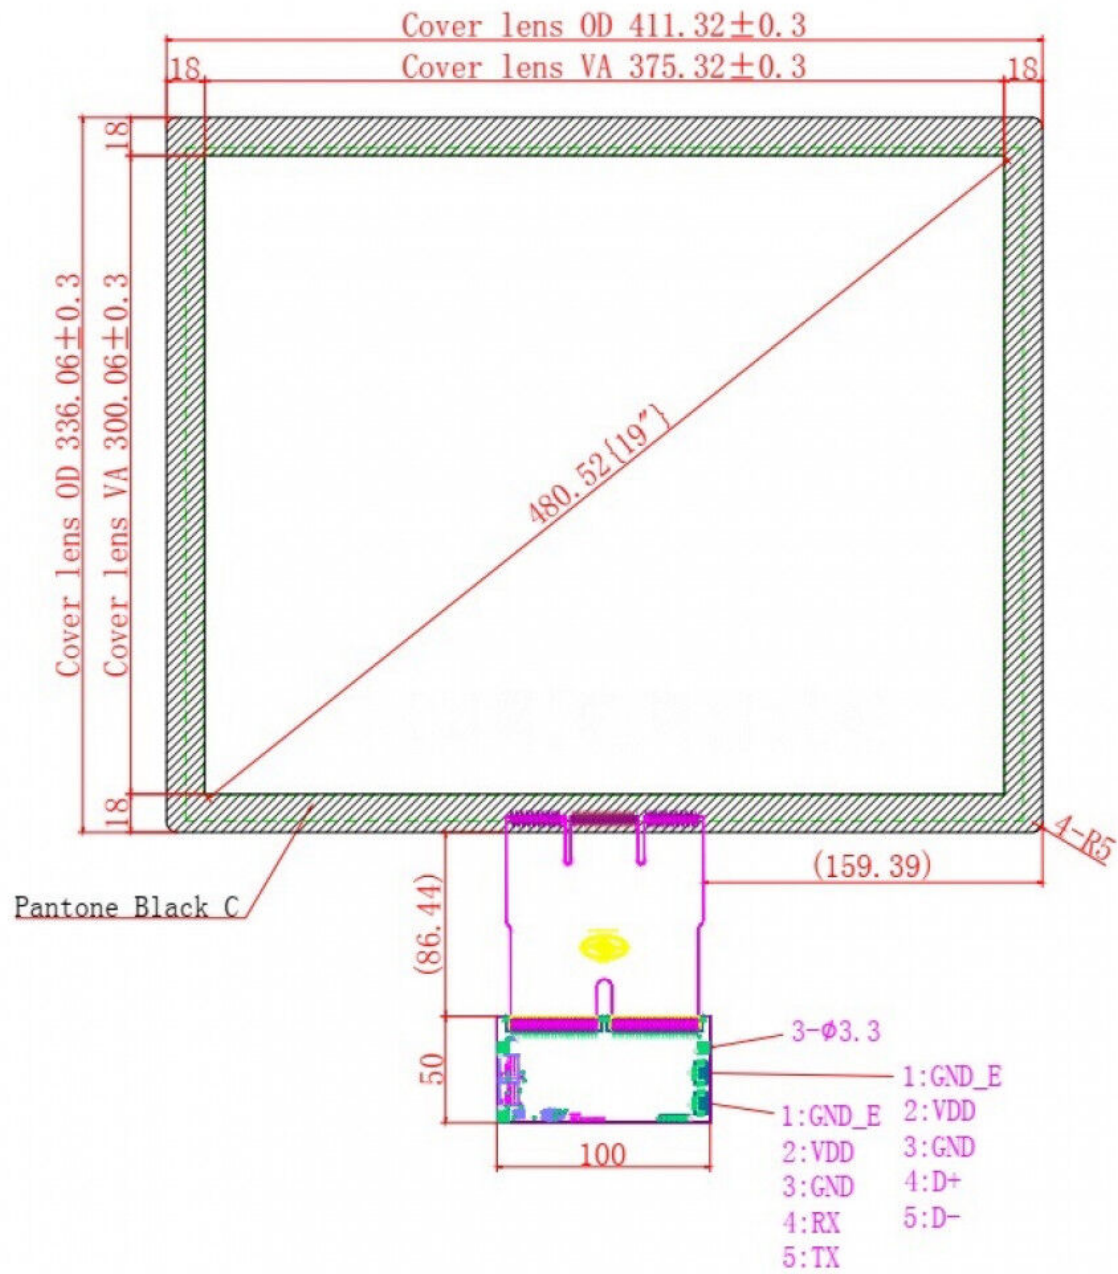 Cover lens OD 411.32±0.3
18
Cover lens VA 375.32±0.3
18
18
Cover lens OD 336.06±0.3
Cover lens VA 300.06±0.3
480.52{19"}
18
4-R5
(159.39)
Pantone Black C
(86.44)
3-Ø3.3
50
1:GND_E
2:VDD
3:GND
4:D+
5:D-
1:GND_E
2:VDD
3:GND
4:RX
5:TX
100